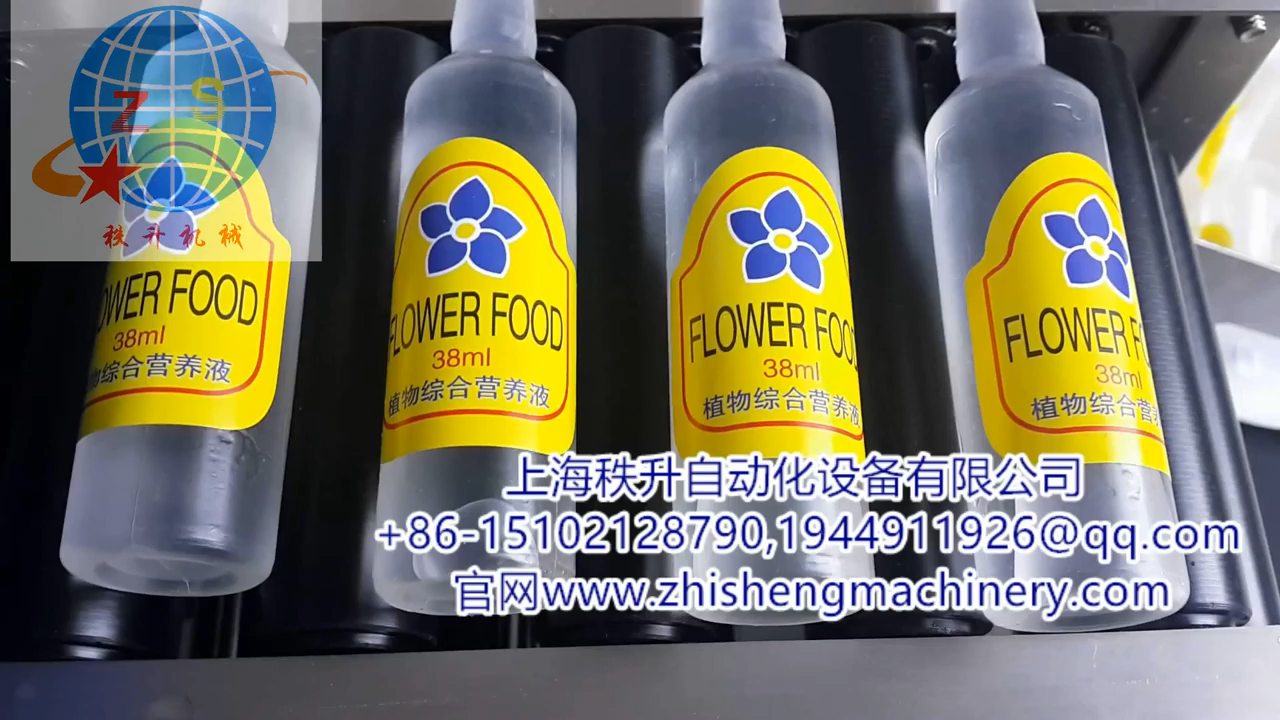 Z S
秩升机械
OWER FOOD
38ml
物综合营养液
FLOWER FOOD
38ml
植物综合营养液
FLOWER FOOD
38ml
植物综合营养液
FLOWER FO
38ml
植物综合营养
上海秩升自动化设备有限公司
+86-15102128790,1944911926@qq.com
官网www.zhishengmachinery.com